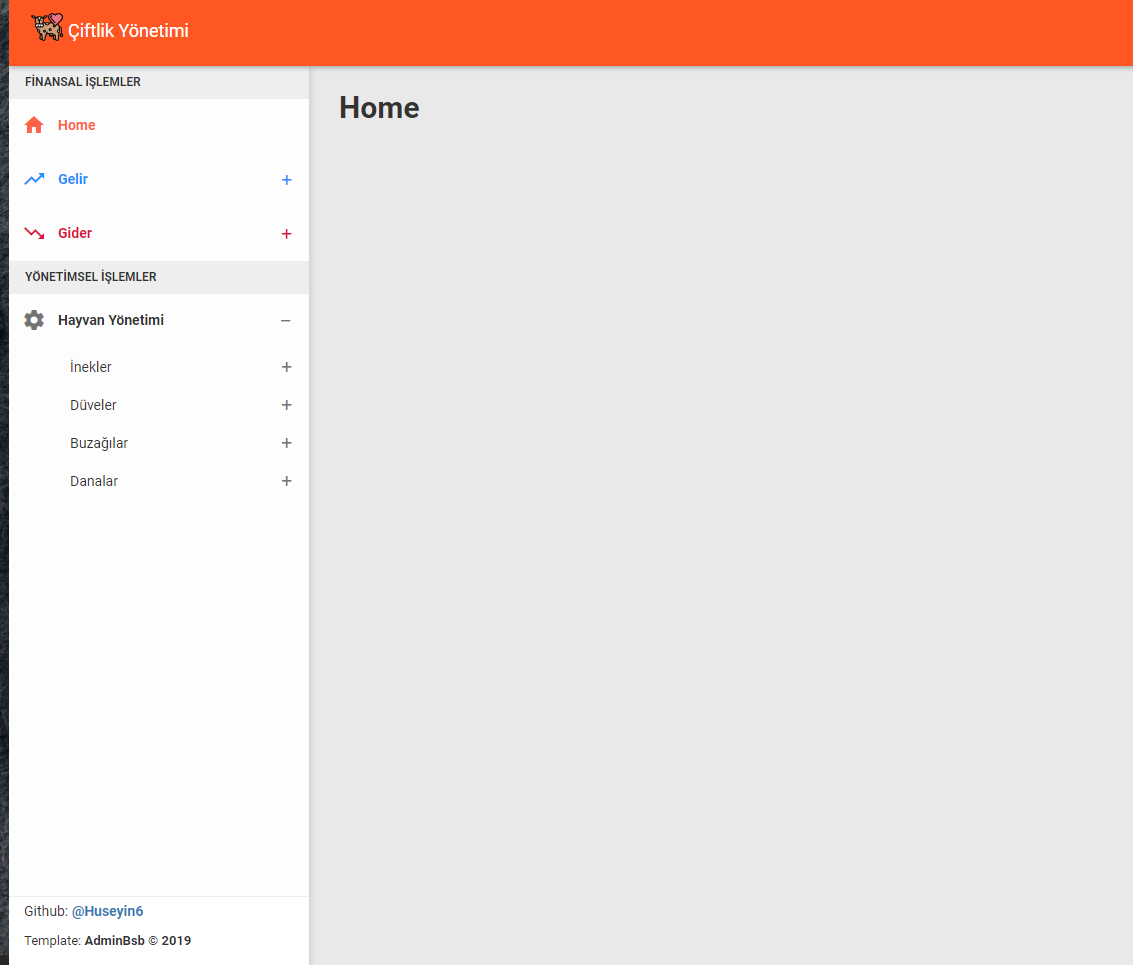 Çiftlik Yönetimi
FİNANSAL İŞLEMLER
Home
Home
Gelir
+
Gider
+
YÖNETİMSEL İŞLEMLER
Hayvan Yönetimi
–
İnekler
+
Düveler
+
Buzağılar
+
Danalar
+
Github: @Huseyin6
Template: AdminBsb © 2019